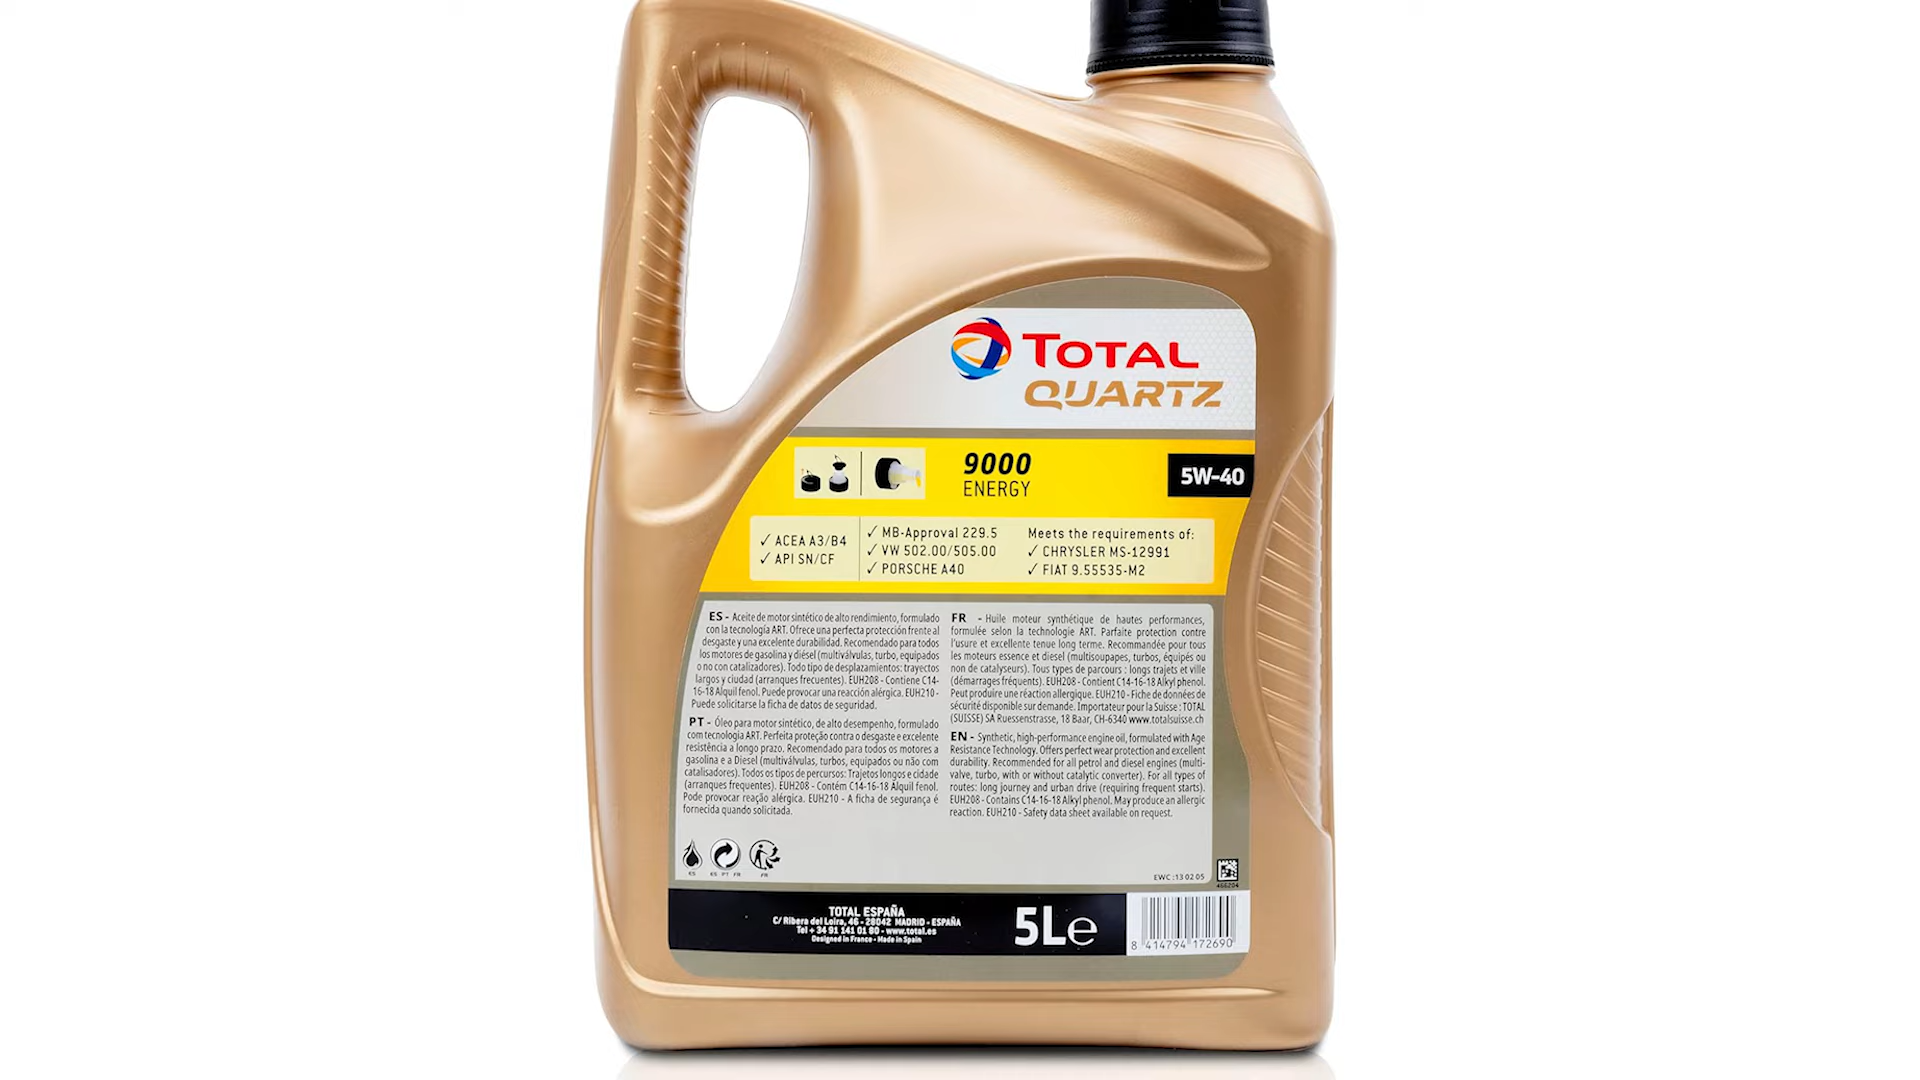 TOTAL
QUARTZ
9000
ENERGY
5W-40
✓ ACEA A3/B4
✓ API SN/CF
✓ MB-Approval 229.5
✓ VW 502.00/505.00
✓ PORSCHE A40
Meets the requirements of:
✓ CHRYSLER MS-12991
✓ FIAT 9.55535-M2
ES - Aceite de motor sintético de alto rendimiento, formulado
con la tecnología ART. Ofrece una perfecta protección frente al
desgaste y una excelente durabilidad. Recomendado para todos
los motores de gasolina y diésel (multiválvulas, turbo, equipados
o no con catalizadores). Todo tipo de desplazamientos: trayectos
largos y ciudad (arranques frecuentes). EUH208 - Contiene C14-
16-18 Alquil fenol. Puede provocar una reacción alérgica. EUH210 -
Puede solicitarse la ficha de datos de seguridad.
PT - Óleo para motor sintético, de alto desempenho, formulado
com tecnologia ART. Perfeita proteção contra o desgaste e excelente
resistência a longo prazo. Recomendado para todos os motores a
gasolina e a Diesel (multiválvulas, turbos, equipados ou não com
catalisadores). Todos os tipos de percursos: Trajetos longos e cidade
(arranques frequentes). EUH208 - Contém C14-16-18 Alquil fenol.
Pode provocar reação alérgica. EUH210 - A ficha de segurança é
fornecida quando solicitada.
FR - Huile moteur synthétique de hautes performances,
formulée selon la technologie ART. Parfaite protection contre
l'usure et excellente tenue long terme. Recommandée pour tous
les moteurs essence et diesel (multisoupapes, turbos, équipés ou
non de catalyseurs). Tous types de parcours : longs trajets et ville
(démarrages fréquents). EUH208 - Contient C14-16-18 Alkyl phenol.
Peut produire une réaction allergique. EUH210 - Fiche de données de
sécurité disponible sur demande. Importateur pour la Suisse : TOTAL
(SUISSE) SA Ruessenstrasse, 18 Baar, CH-6340 www.totalsuisse.ch
EN - Synthetic, high-performance engine oil, formulated with Age
Resistance Technology. Offers perfect wear protection and excellent
durability. Recommended for all petrol and diesel engines (multi-
valve, turbo, with or without catalytic converter). For all types of
routes: long journey and urban drive (requiring frequent starts).
EUH208 - Contains C14-16-18 Alkyl phenol. May produce an allergic
reaction. EUH210 - Safety data sheet available on request.
ES
ES PT FR
FR
EWC :13 02 05
466204
TOTAL ESPAÑA
C/ Ribera del Loira, 46 - 28042 MADRID - ESPAÑA
Tel + 34 91 141 01 80 - www.total.es
Designed in France - Made in Spain
5L e
8 414794 172690